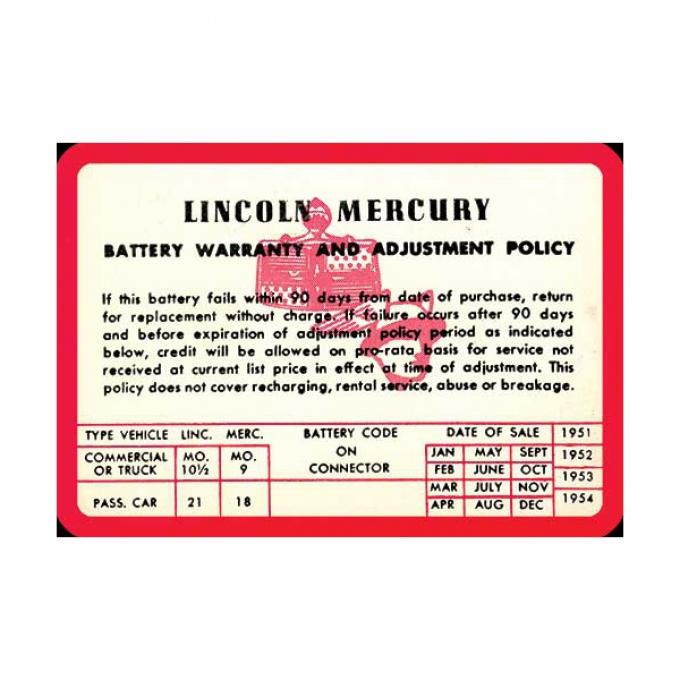 LINCOLN MERCURY
BATTERY WARRANTY AND ADJUSTMENT POLICY
If this battery fails within 90 days from date of purchase, return
for replacement without charge. If failure occurs after 90 days
and before expiration of adjustment policy period as indicated
below, credit will be allowed on pro-rata basis for service not
received at current list price in effect at time of adjustment. This
policy does not cover recharging, rental service, abuse or breakage.
TYPE VEHICLE LINC. MERC.
COMMERCIAL OR TRUCK MO. 10½ MO. 9
PASS. CAR 21 18
BATTERY CODE
ON
CONNECTOR
DATE OF SALE 1951
JAN MAY SEPT 1952
FEB JUNE OCT
MAR JULY NOV 1953
APR AUG DEC 1954